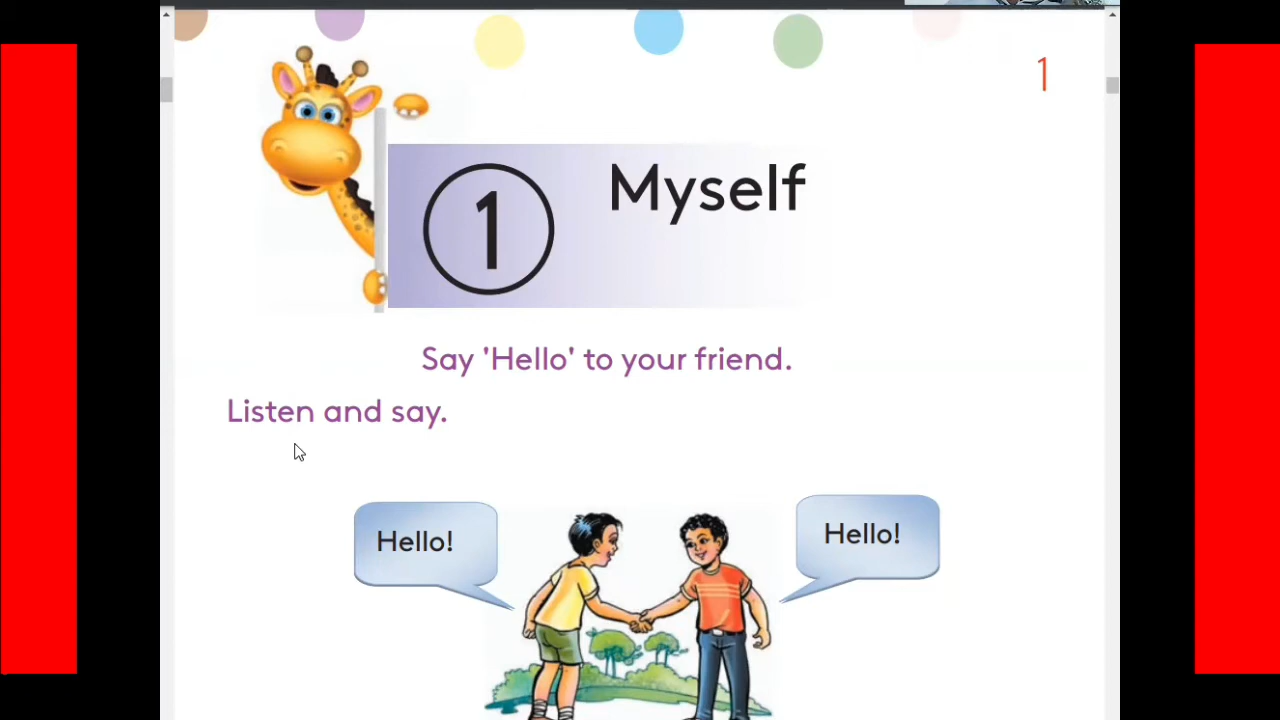 1
1
Myself
Say 'Hello' to your friend.
Listen and say.
Hello!
Hello!